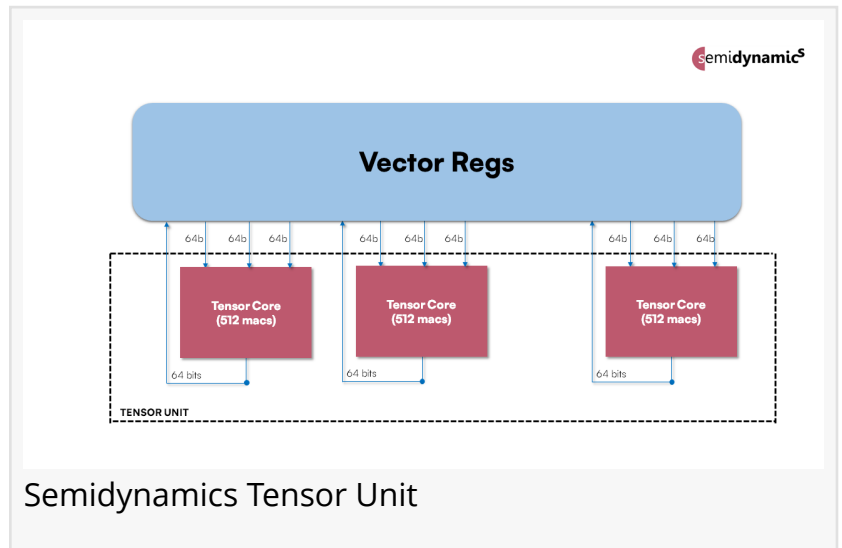 semidynamics
Vector Regs
64b 64b 64b 64b 64b 64b 64b 64b 64b
Tensor Core
(512 macs)
Tensor Core
(512 macs)
Tensor Core
(512 macs)
64 bits 64 bits 64 bits
TENSOR UNIT
Semidynamics Tensor Unit